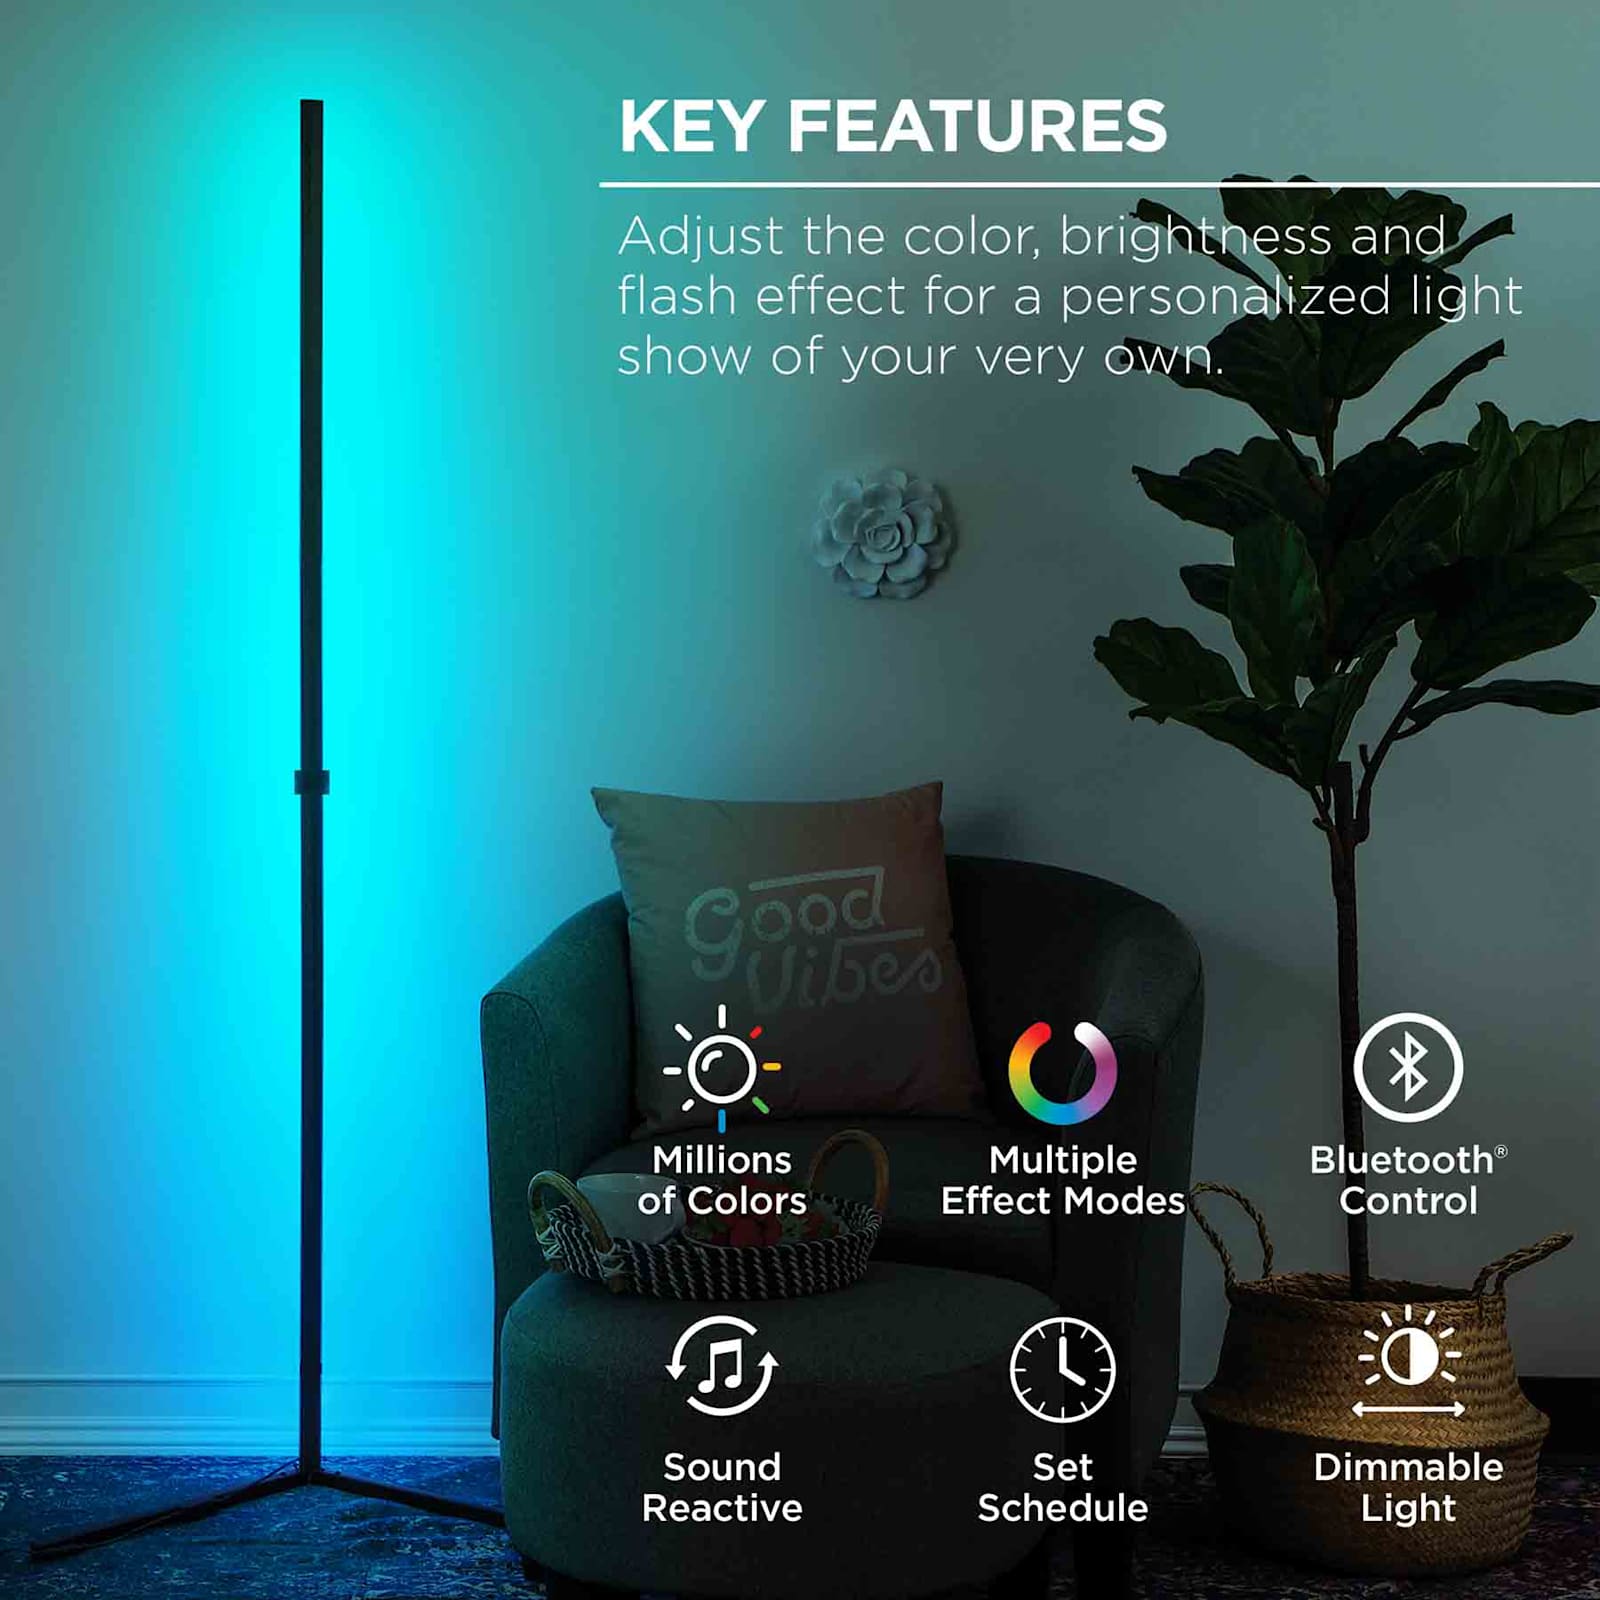 KEY FEATURES
Adjust the color, brightness and
flash effect for a personalized light
show of your very own.
Good
Vibes
Millions
of Colors
Multiple
Effect Modes
Bluetooth®
Control
Sound
Reactive
Set
Schedule
Dimmable
Light